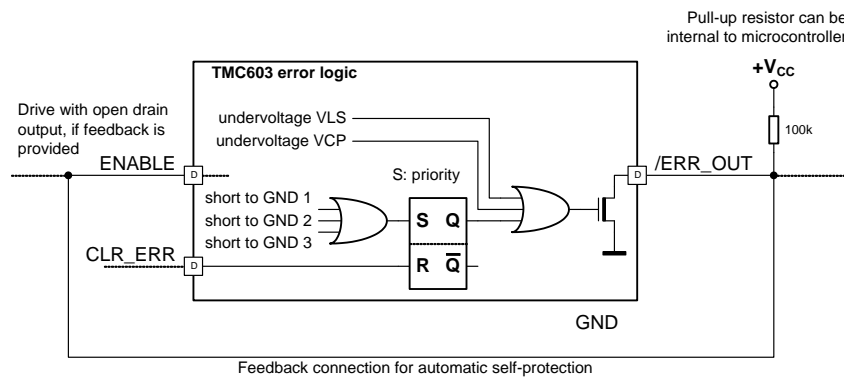 Pull-up resistor can be
internal to microcontroller
+VCC
100k
TMC603 error logic
Drive with open drain
output, if feedback is
provided
undervoltage VLS
undervoltage VCP
ENABLE
D
S: priority
D
/ERR_OUT
short to GND 1
short to GND 2
short to GND 3
S Q
CLR_ERR
D
R Q̅
GND
Feedback connection for automatic self-protection